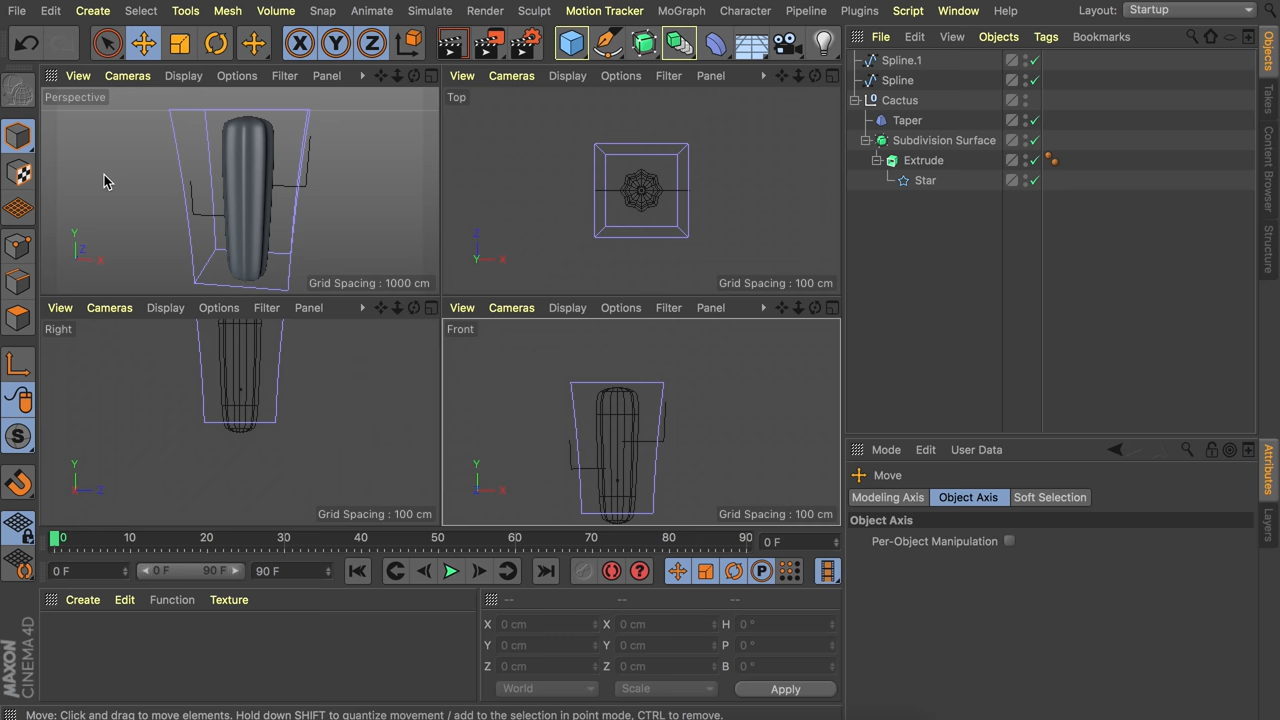 File Edit Create Select Tools Mesh Volume Snap Animate Simulate Render Sculpt Motion Tracker MoGraph Character Pipeline Plugins Script Window Help Layout: Startup
File Edit View Objects Tags Bookmarks
View Cameras Display Options Filter Panel
View Cameras Display Options Filter Panel
Perspective
Top
Spline.1
Spline
Cactus
Taper
Subdivision Surface
Extrude
Star
Objects
Takes
Content Browser
Structure
Y
Z
X
Z
Y
X
Grid Spacing : 1000 cm
Grid Spacing : 100 cm
View Cameras Display Options Filter Panel
View Cameras Display Options Filter Panel
Right
Front
Y
X
Z
Y
Z
X
Grid Spacing : 100 cm
Grid Spacing : 100 cm
Mode Edit User Data
Move
Modeling Axis Object Axis Soft Selection
Object Axis
Per-Object Manipulation
Attributes
Layers
0 10 20 30 40 50 60 70 80 90
0 F
0 F
0 F 90 F
90 F
Create Edit Function Texture
-- -- --
X 0 cm X 0 cm H 0 °
Y 0 cm Y 0 cm P 0 °
Z 0 cm Z 0 cm B 0 °
World Scale Apply
MAXON
CINEMA 4D
Move: Click and drag to move elements. Hold down SHIFT to quantize movement / add to the selection in point mode, CTRL to remove.